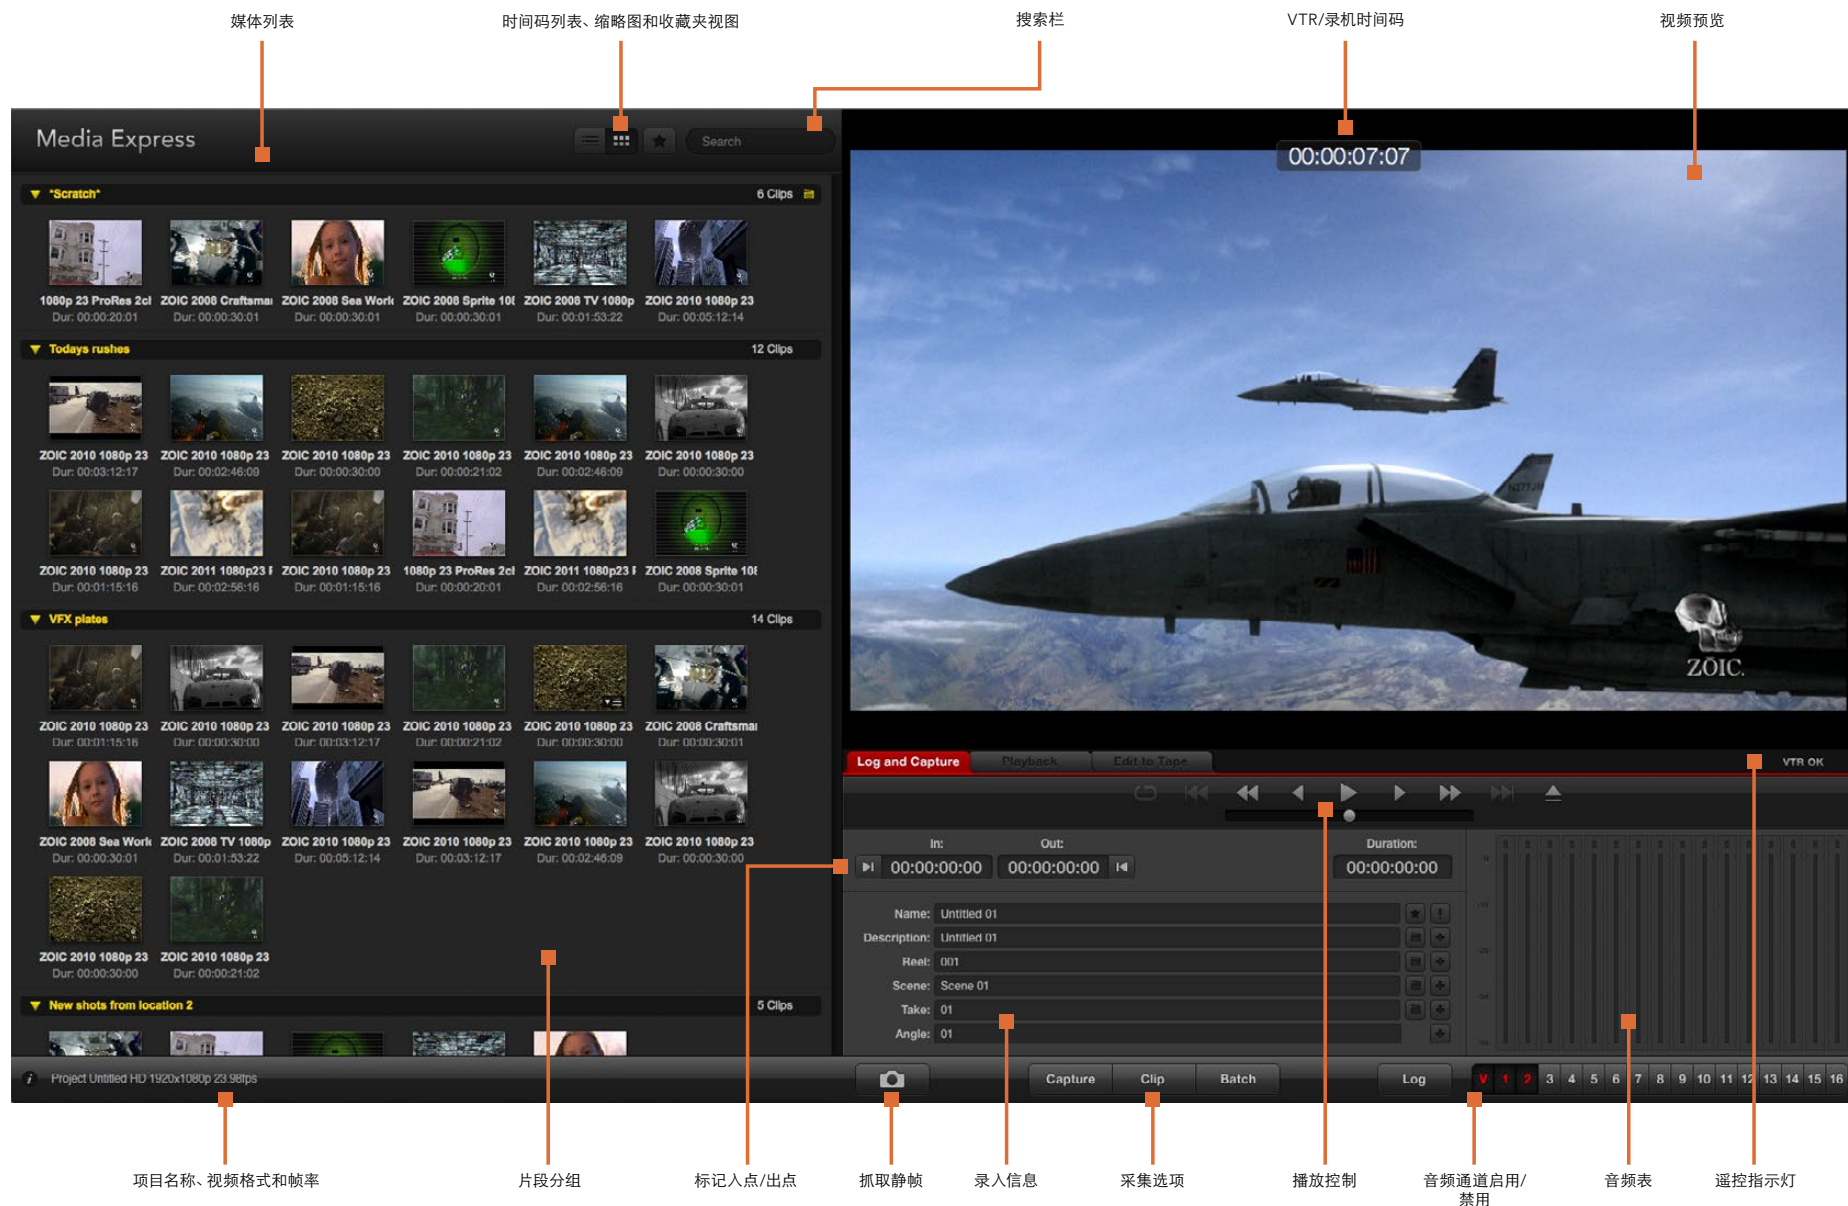 媒体列表
时间码列表、缩略图和收藏夹视图
搜索栏
VTR/录机时间码
视频预览
Media Express
Search
00:00:07:07
*Scratch*
6 Clips
1080p 23 ProRes 2cl
ZOIC 2008 Craftsma
ZOIC 2008 Sea Work
ZOIC 2008 Sprite 108
ZOIC 2008 TV 1080p
ZOIC 2010 1080p 23
Dur: 00:00:20:01
Dur: 00:00:30:01
Dur: 00:00:30:01
Dur: 00:00:30:01
Dur: 00:01:53:22
Dur: 00:05:12:14
Todays rushes
12 Clips
ZOIC 2010 1080p 23
ZOIC 2010 1080p 23
ZOIC 2010 1080p 23
ZOIC 2010 1080p 23
ZOIC 2010 1080p 23
ZOIC 2010 1080p 23
Dur: 00:03:12:17
Dur: 00:02:46:09
Dur: 00:00:30:00
Dur: 00:00:21:02
Dur: 00:02:46:09
Dur: 00:00:30:00
ZOIC 2010 1080p 23
ZOIC 2011 1080p23 F
ZOIC 2010 1080p 23
1080p 23 ProRes 2cl
ZOIC 2011 1080p23 F
ZOIC 2008 Sprite 108
Dur: 00:01:15:16
Dur: 00:02:56:16
Dur: 00:01:15:16
Dur: 00:00:20:01
Dur: 00:02:56:16
Dur: 00:00:30:01
VFX plates
14 Clips
ZOIC 2010 1080p 23
ZOIC 2010 1080p 23
ZOIC 2010 1080p 23
ZOIC 2010 1080p 23
ZOIC 2010 1080p 23
ZOIC 2008 Craftsma
Dur: 00:01:15:16
Dur: 00:00:30:00
Dur: 00:03:12:17
Dur: 00:00:21:02
Dur: 00:00:30:00
Dur: 00:00:30:01
ZOIC 2008 Sea Work
ZOIC 2008 TV 1080p
ZOIC 2010 1080p 23
ZOIC 2010 1080p 23
ZOIC 2010 1080p 23
ZOIC 2010 1080p 23
Dur: 00:00:30:01
Dur: 00:01:53:22
Dur: 00:05:12:14
Dur: 00:03:12:17
Dur: 00:02:46:09
Dur: 00:00:30:00
ZOIC 2010 1080p 23
ZOIC 2010 1080p 23
Dur: 00:00:30:00
Dur: 00:00:21:02
New shots from location 2
5 Clips
Project Untitled HD 1920x1080p 23.98fps
ZŌIC.
Log and Capture
Playback
Edit to Tape
VTR OK
In:
Out:
Duration:
00:00:00:00
00:00:00:00
00:00:00:00
Name: Untitled 01
Description: Untitled 01
Reel: 001
Scene: Scene 01
Take: 01
Angle: 01
Capture
Clip
Batch
Log
V 1 2 3 4 5 6 7 8 9 10 11 12 13 14 15 16
项目名称、视频格式和帧率
片段分组
标记入点/出点
抓取静帧
录入信息
采集选项
播放控制
音频通道启用/
禁用
音频表
遥控指示灯